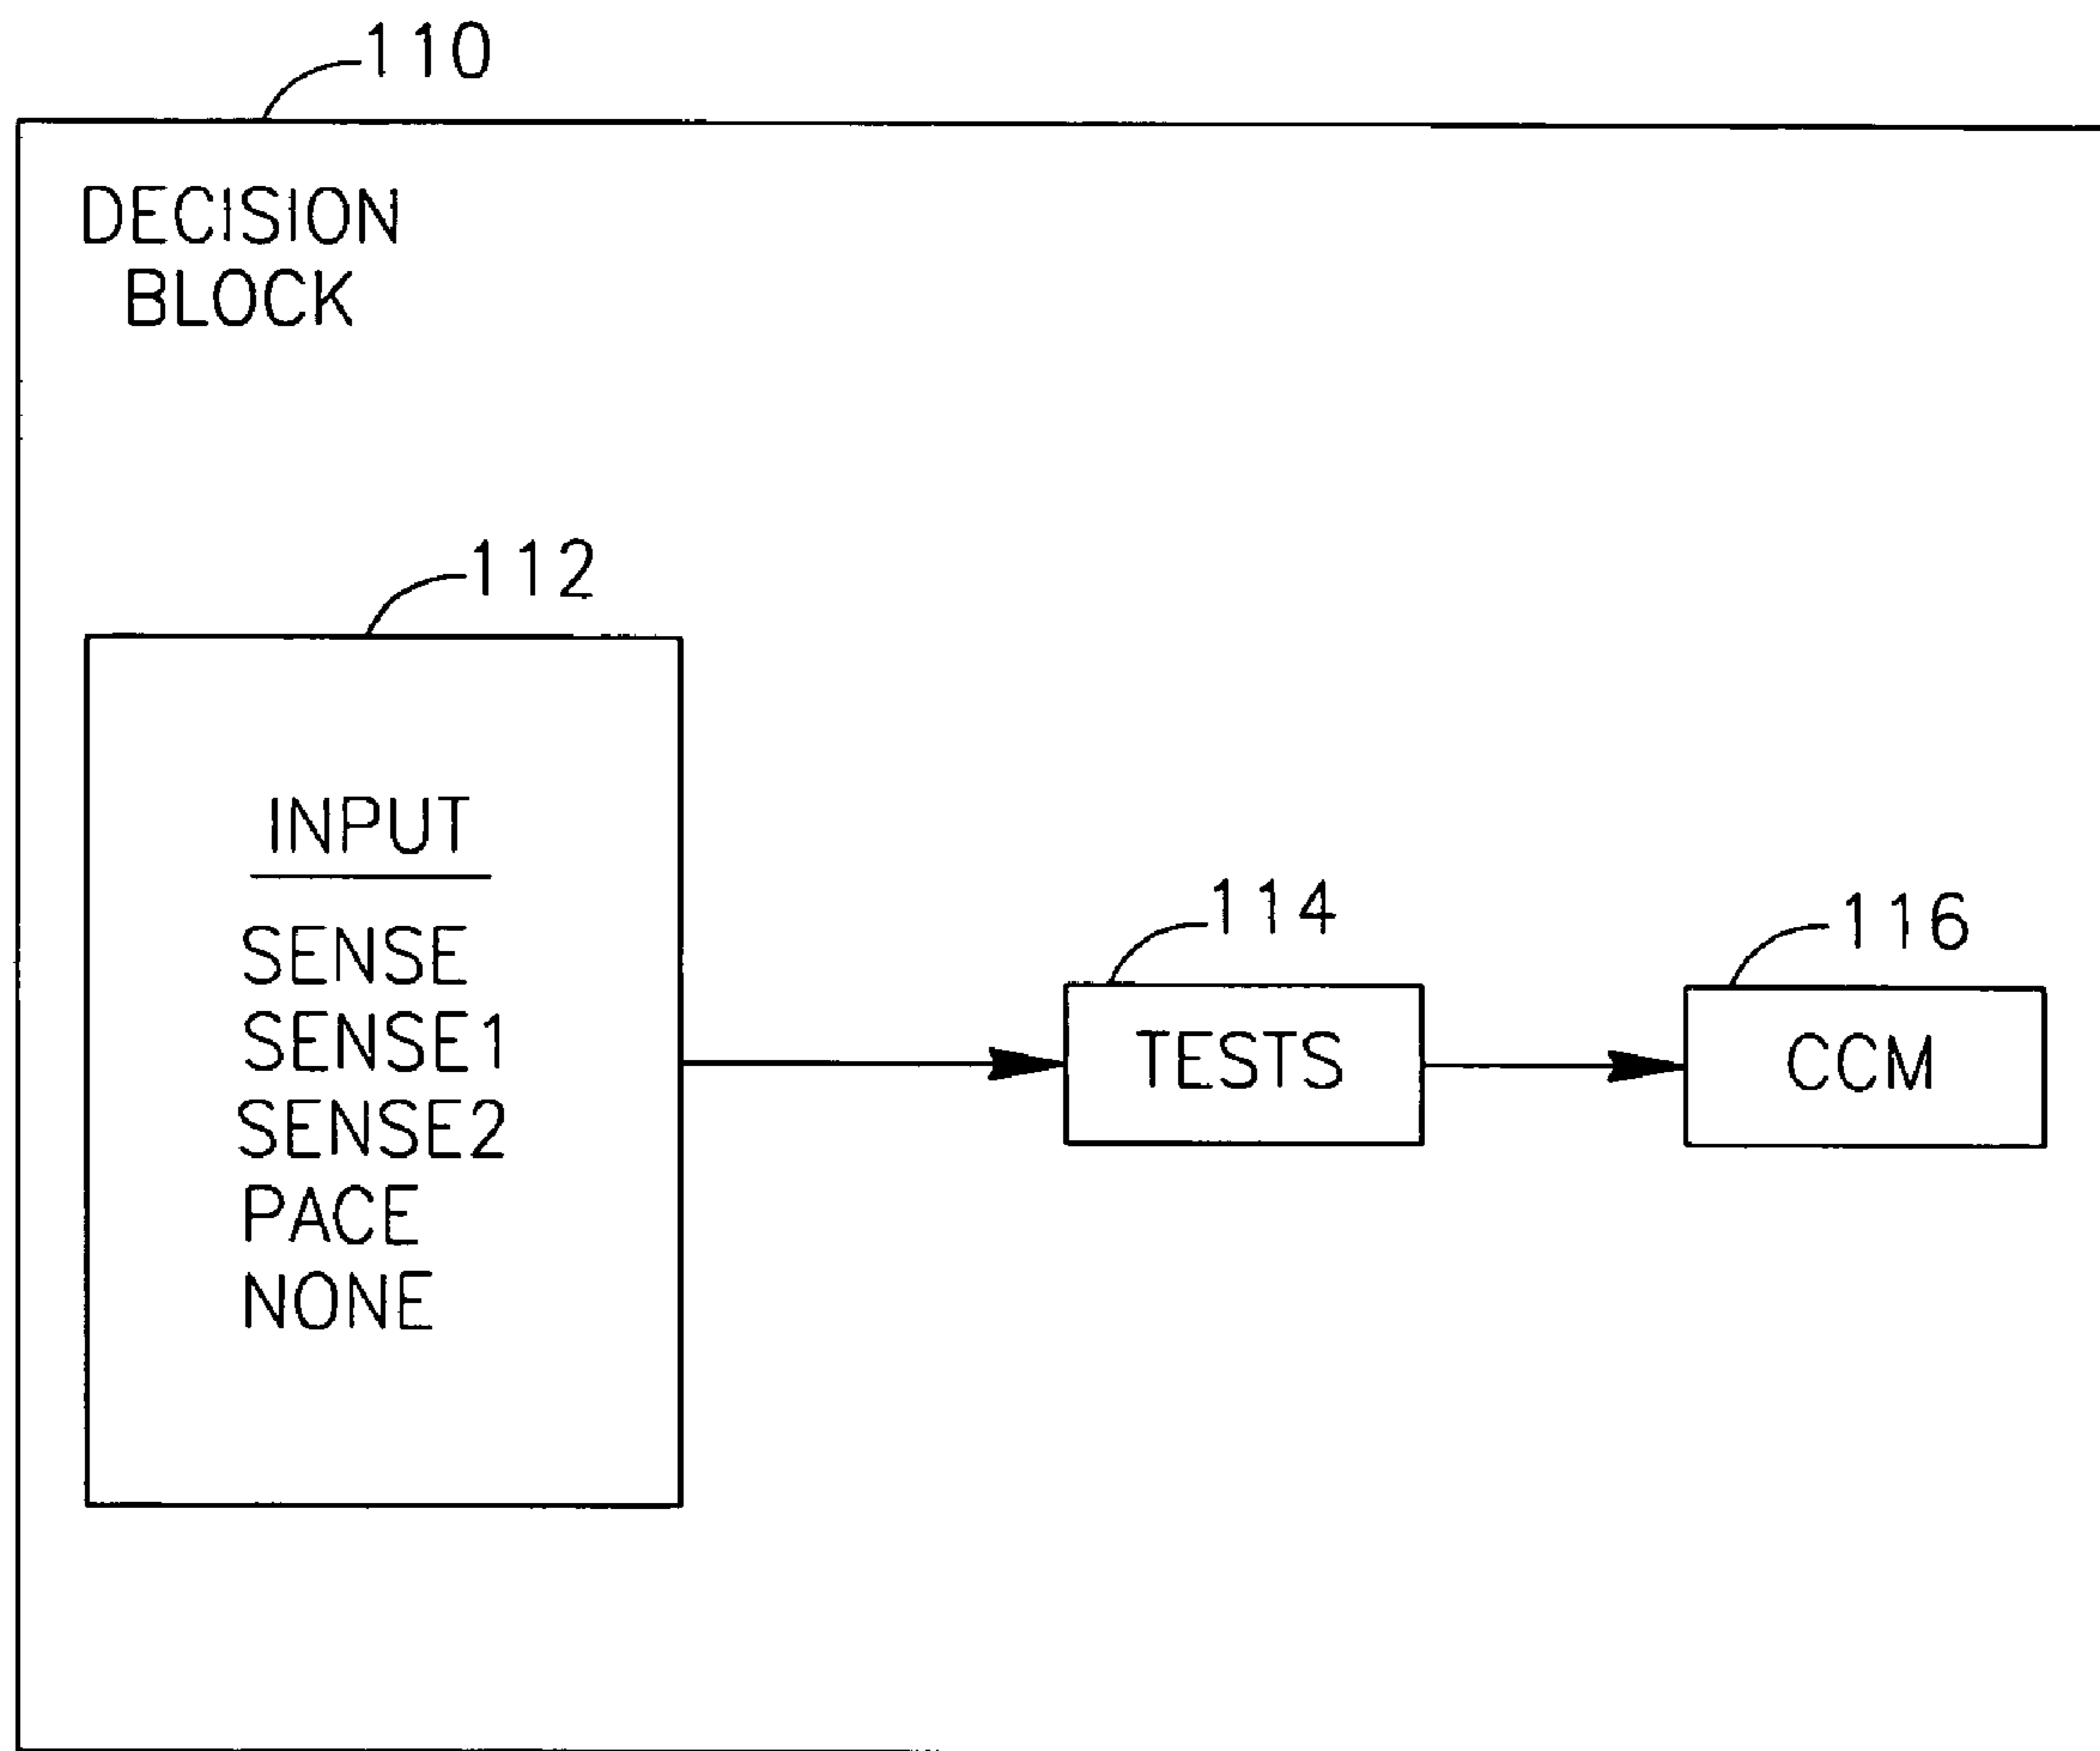 110
DECISION
BLOCK
112
INPUT
SENSE
SENSE1
SENSE2
PACE
NONE
114
TESTS
116
CCM